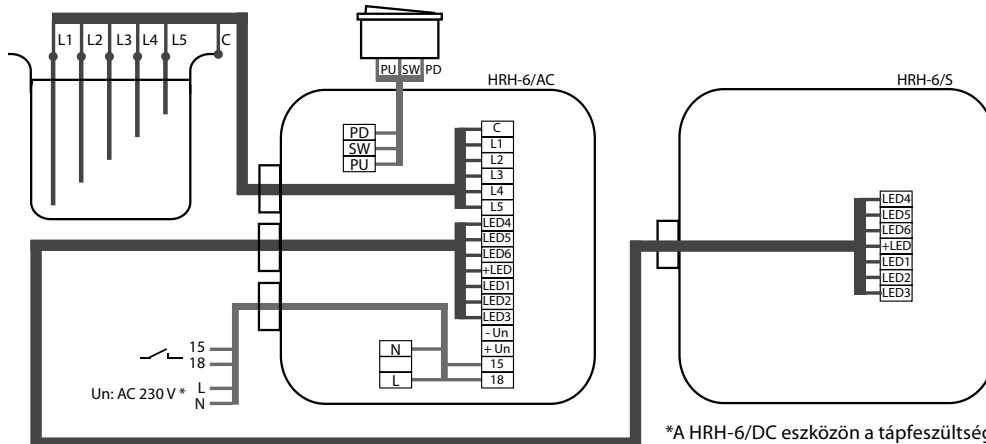 L1 L2 L3 L4 L5 C
PU SW PD
HRH-6/AC
HRH-6/S
PD
SW
PU
C
L1
L2
L3
L4
L5
LED4
LED5
LED6
+LED
LED1
LED2
LED3
- Un
+ Un
15
18
N
L
15
18
Un: AC 230 V * L
N
LED4
LED5
LED6
+LED
LED1
LED2
LED3
*A HRH-6/DC eszközön a tápfeszültség